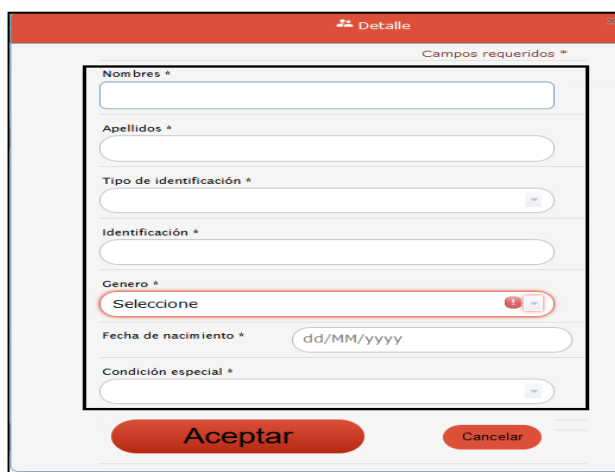 Detalle
Campos requeridos *
Nombres *
Apellidos *
Tipo de identificación *
Identificación *
Genero *
Seleccione
Fecha de nacimiento * dd/MM/yyyy
Condición especial *
Aceptar Cancelar